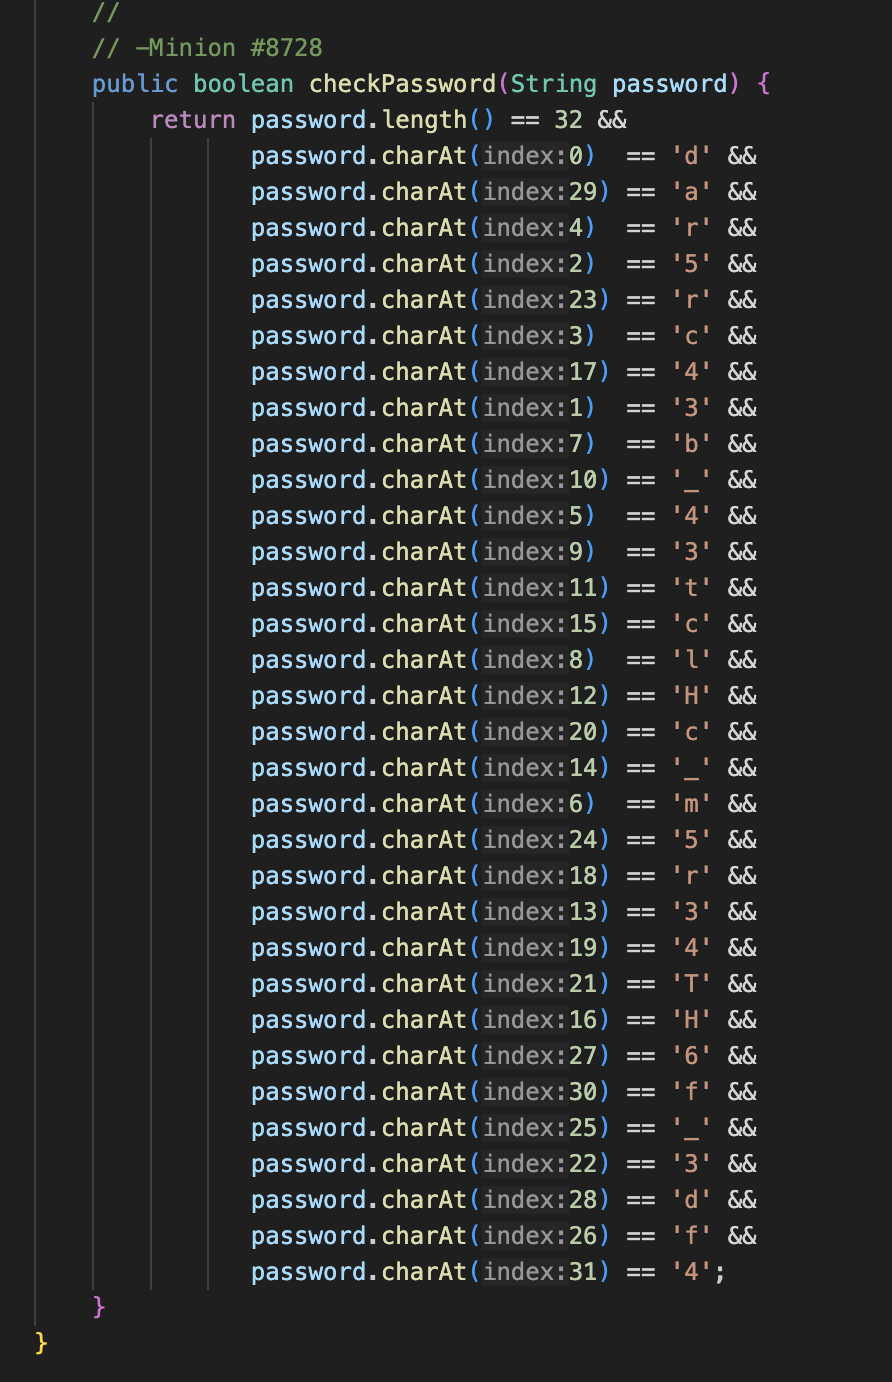 //
// -Minion #8728
public boolean checkPassword(String password) {
return password.length() == 32 &&
password.charAt(index:0) == 'd' &&
password.charAt(index:29) == 'a' &&
password.charAt(index:4) == 'r' &&
password.charAt(index:2) == '5' &&
password.charAt(index:23) == 'r' &&
password.charAt(index:3) == 'c' &&
password.charAt(index:17) == '4' &&
password.charAt(index:1) == '3' &&
password.charAt(index:7) == 'b' &&
password.charAt(index:10) == '_' &&
password.charAt(index:5) == '4' &&
password.charAt(index:9) == '3' &&
password.charAt(index:11) == 't' &&
password.charAt(index:15) == 'c' &&
password.charAt(index:8) == 'l' &&
password.charAt(index:12) == 'H' &&
password.charAt(index:20) == 'c' &&
password.charAt(index:14) == '_' &&
password.charAt(index:6) == 'm' &&
password.charAt(index:24) == '5' &&
password.charAt(index:18) == 'r' &&
password.charAt(index:13) == '3' &&
password.charAt(index:19) == '4' &&
password.charAt(index:21) == 'T' &&
password.charAt(index:16) == 'H' &&
password.charAt(index:27) == '6' &&
password.charAt(index:30) == 'f' &&
password.charAt(index:25) == '_' &&
password.charAt(index:22) == '3' &&
password.charAt(index:28) == 'd' &&
password.charAt(index:26) == 'f' &&
password.charAt(index:31) == '4';
}
}